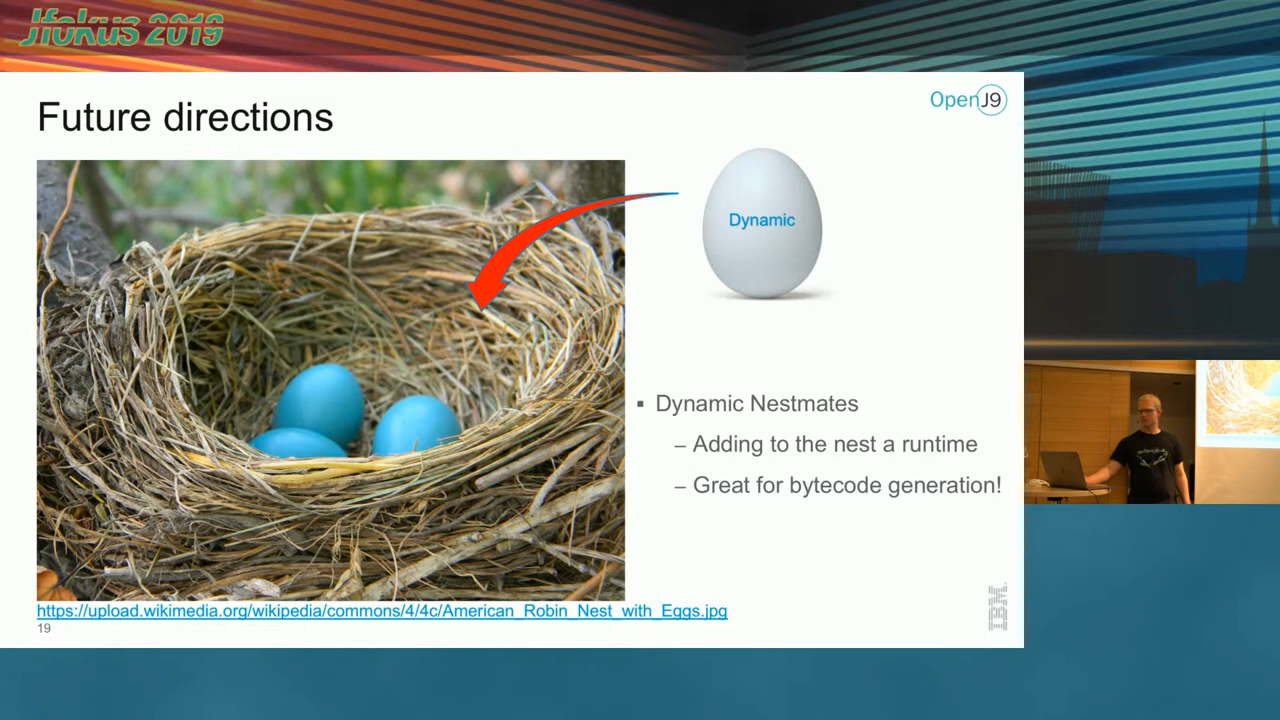 Jfokus 2019
Future directions
OpenJ9
Dynamic
▪ Dynamic Nestmates
– Adding to the nest a runtime
– Great for bytecode generation!
https://upload.wikimedia.org/wikipedia/commons/4/4c/American_Robin_Nest_with_Eggs.jpg
19
IBM